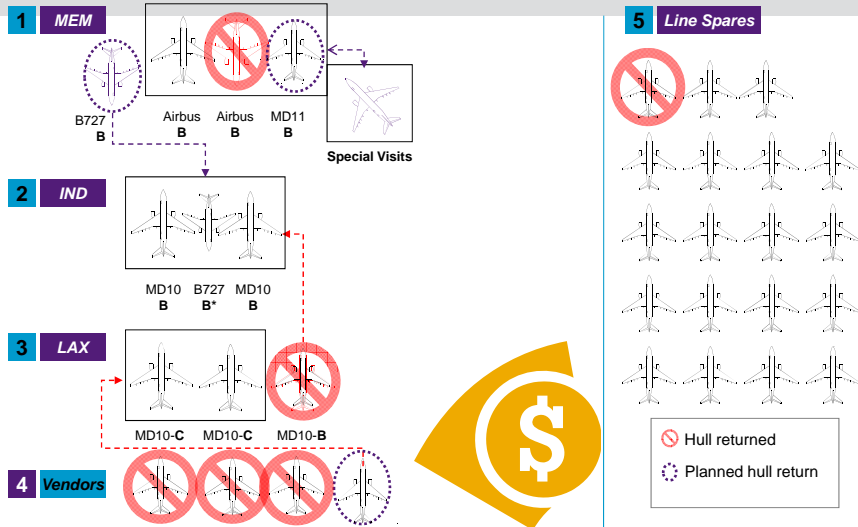 1 MEM
B727
B
Airbus
B
Airbus
B
MD11
B
Special Visits
2 IND
MD10
B
B727
B*
MD10
B
3 LAX
MD10-C
MD10-C
MD10-B
4 Vendors
$
5 Line Spares
Hull returned
Planned hull return